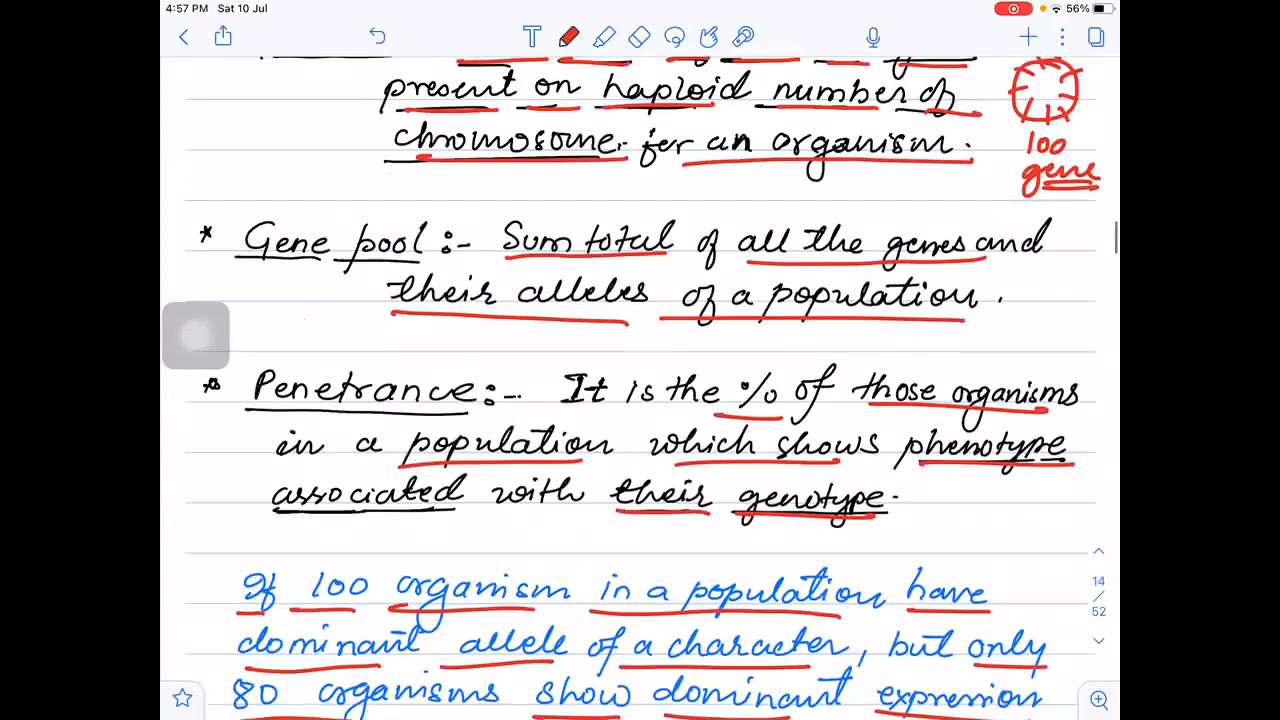 4:57 PM Sat 10 Jul
56%
present on haploid number of
chromosome. for an organism.
100
gene
* Gene pool :- Sum total of all the genes and
their alleles of a population.
* Penetrance :- It is the % of those organisms
in a population which shows phenotype
associated with their genotype.
If 100 organism in a population have
dominant allele of a character, but only
80 organisms show dominant expression
14
/
52